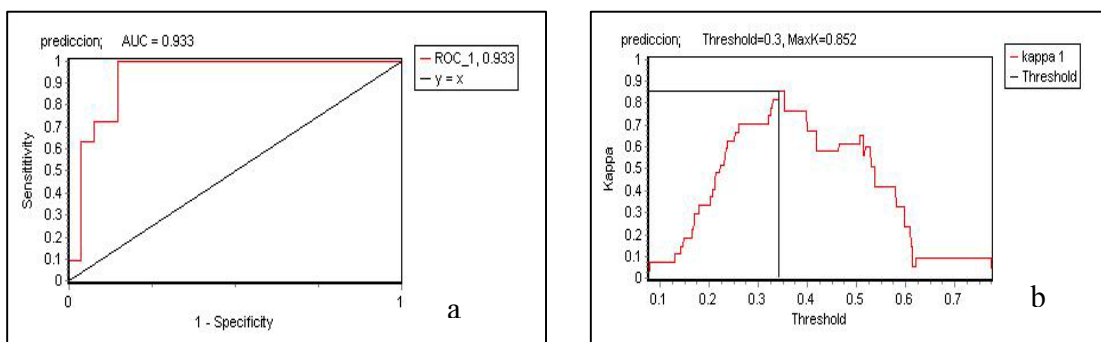 prediccion; AUC = 0.933
ROC_1, 0.933
y = x
1
0.9
0.8
0.7
0.6
0.5
0.4
0.3
0.2
0.1
0
Sensititivity
0 1
1 - Specificity
a
prediccion; Threshold=0.3, MaxK=0.852
kappa 1
Threshold
1
0.9
0.8
0.7
0.6
0.5
0.4
0.3
0.2
0.1
0
Kappa
0.1 0.2 0.3 0.4 0.5 0.6 0.7
Threshold
b